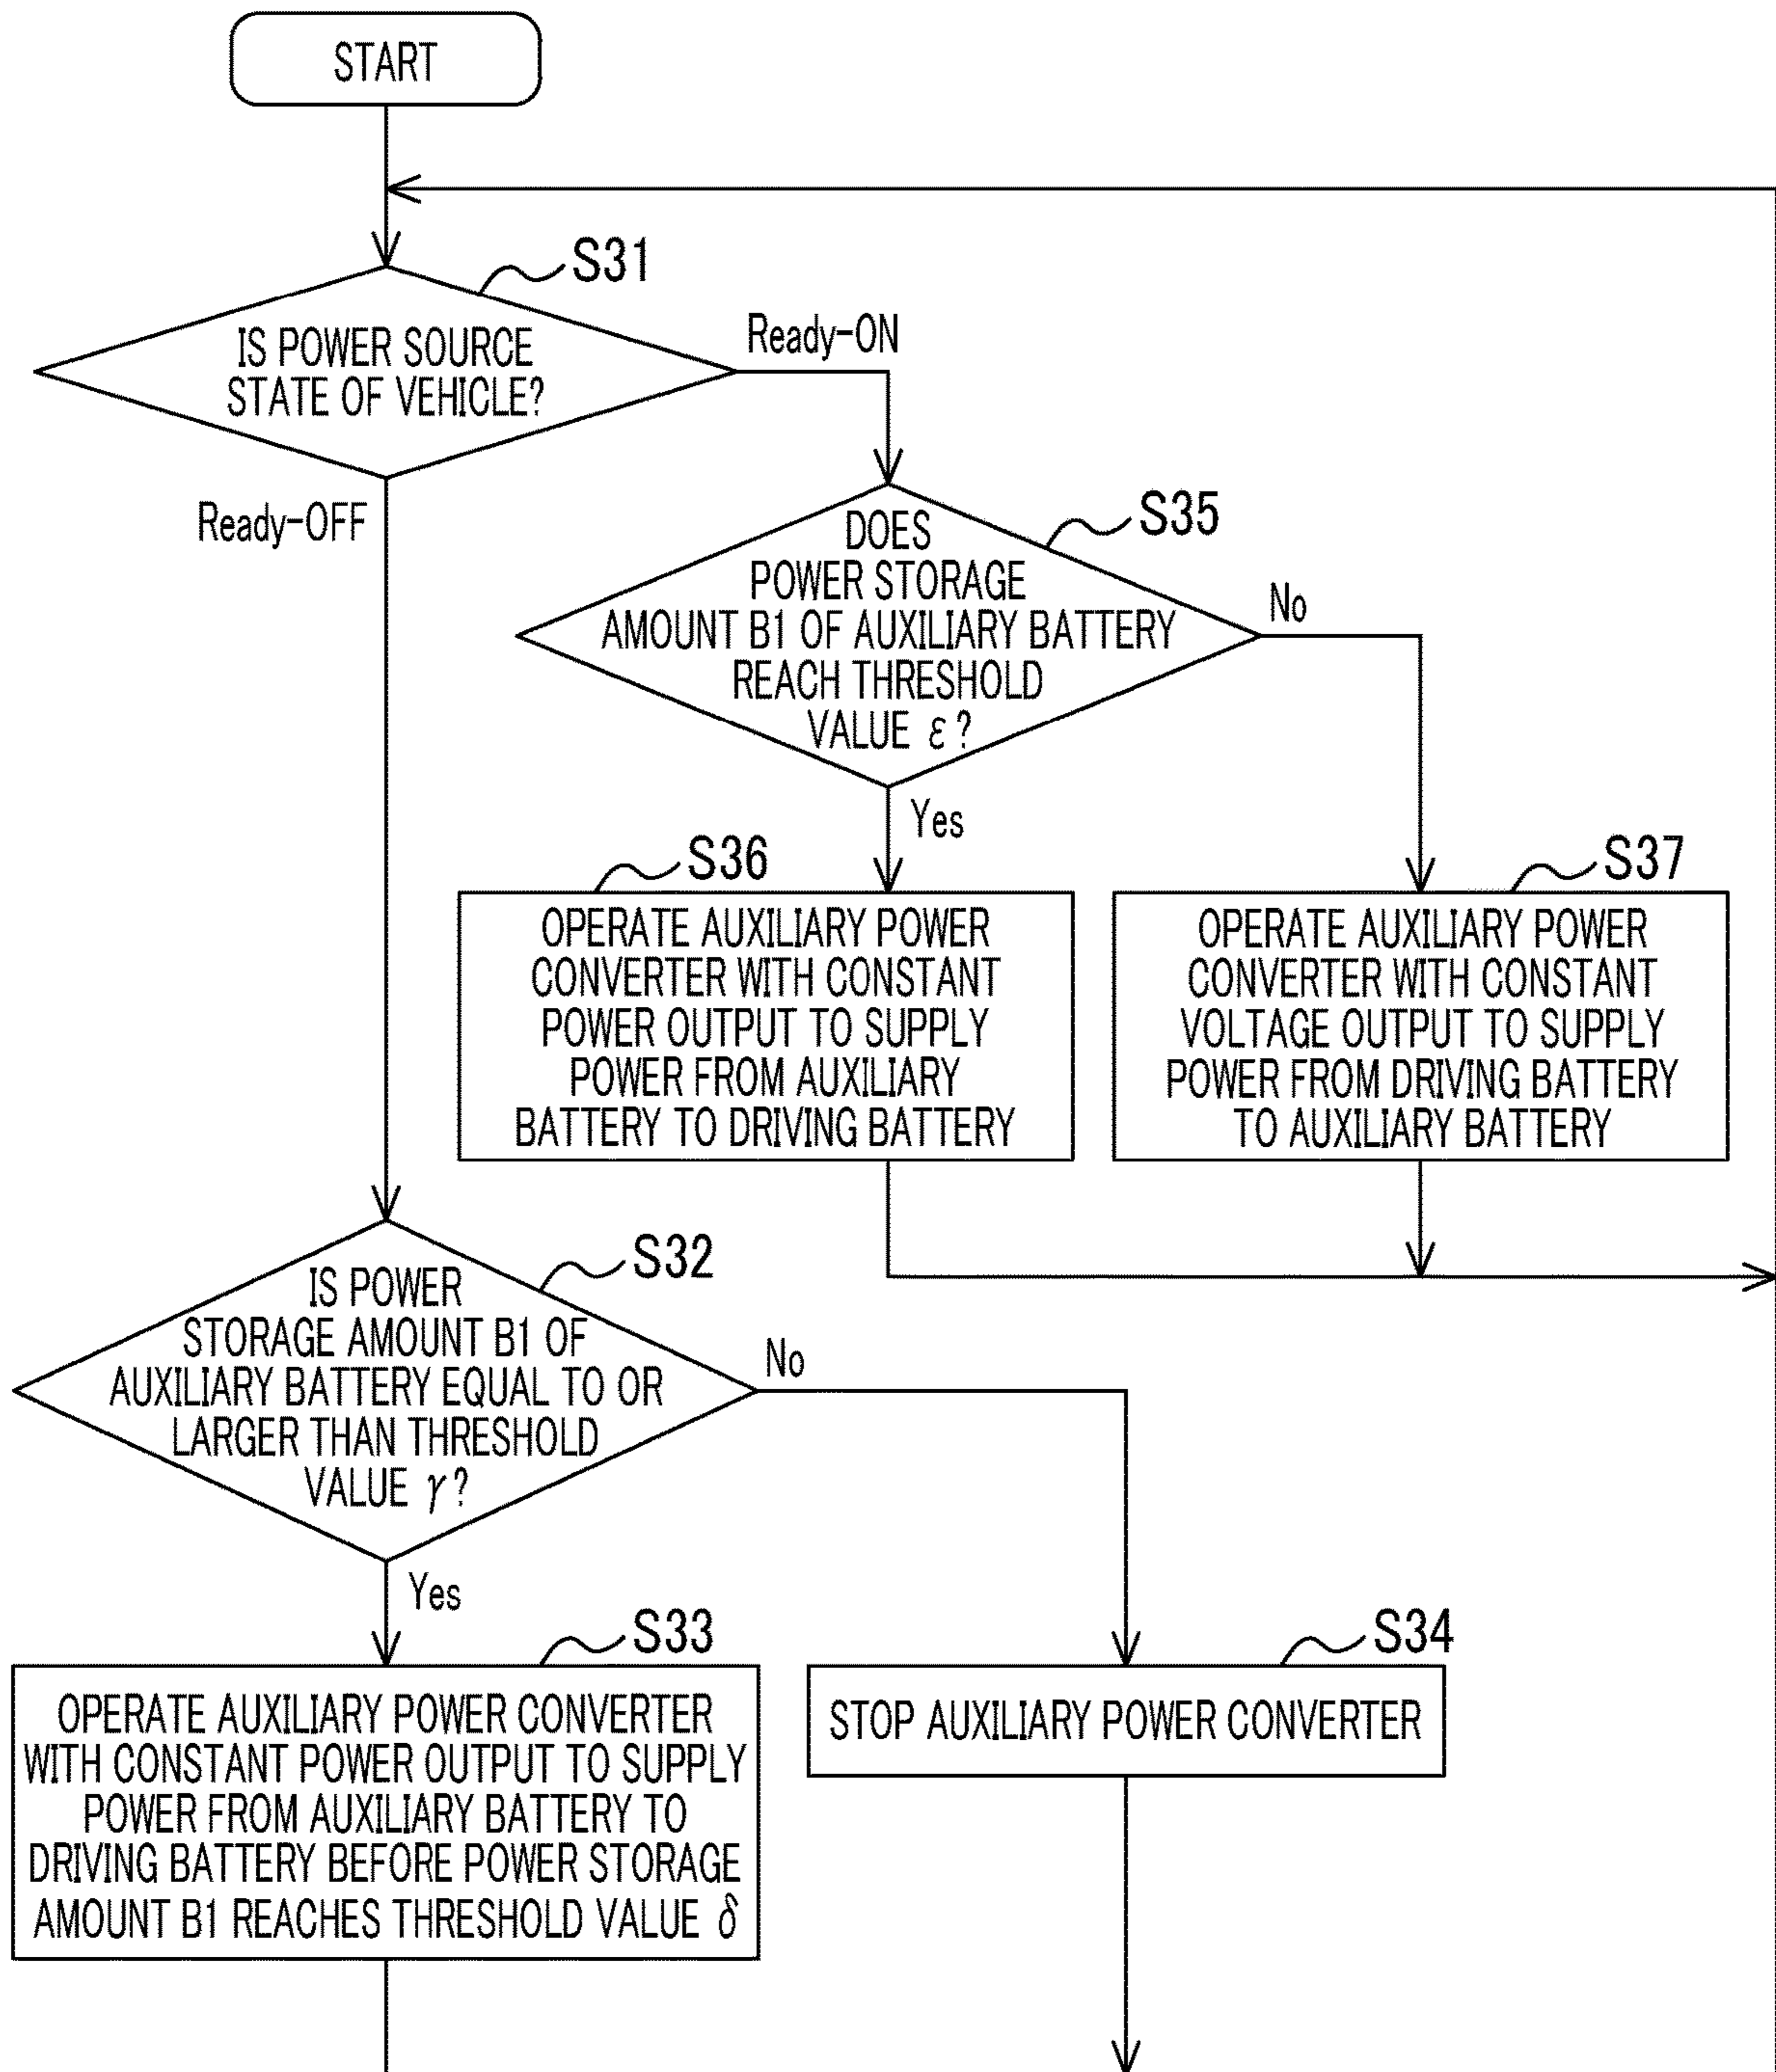 START
S31
IS POWER SOURCE
STATE OF VEHICLE?
Ready-ON
Ready-OFF
S35
DOES
POWER STORAGE
AMOUNT B1 OF AUXILIARY BATTERY
REACH THRESHOLD
VALUE ε?
No
Yes
S36
OPERATE AUXILIARY POWER
CONVERTER WITH CONSTANT
POWER OUTPUT TO SUPPLY
POWER FROM AUXILIARY
BATTERY TO DRIVING BATTERY
S37
OPERATE AUXILIARY POWER
CONVERTER WITH CONSTANT
VOLTAGE OUTPUT TO SUPPLY
POWER FROM DRIVING BATTERY
TO AUXILIARY BATTERY
S32
IS POWER
STORAGE AMOUNT B1 OF
AUXILIARY BATTERY EQUAL TO OR
LARGER THAN THRESHOLD
VALUE γ?
No
Yes
S33
OPERATE AUXILIARY POWER CONVERTER
WITH CONSTANT POWER OUTPUT TO SUPPLY
POWER FROM AUXILIARY BATTERY TO
DRIVING BATTERY BEFORE POWER STORAGE
AMOUNT B1 REACHES THRESHOLD VALUE δ
S34
STOP AUXILIARY POWER CONVERTER